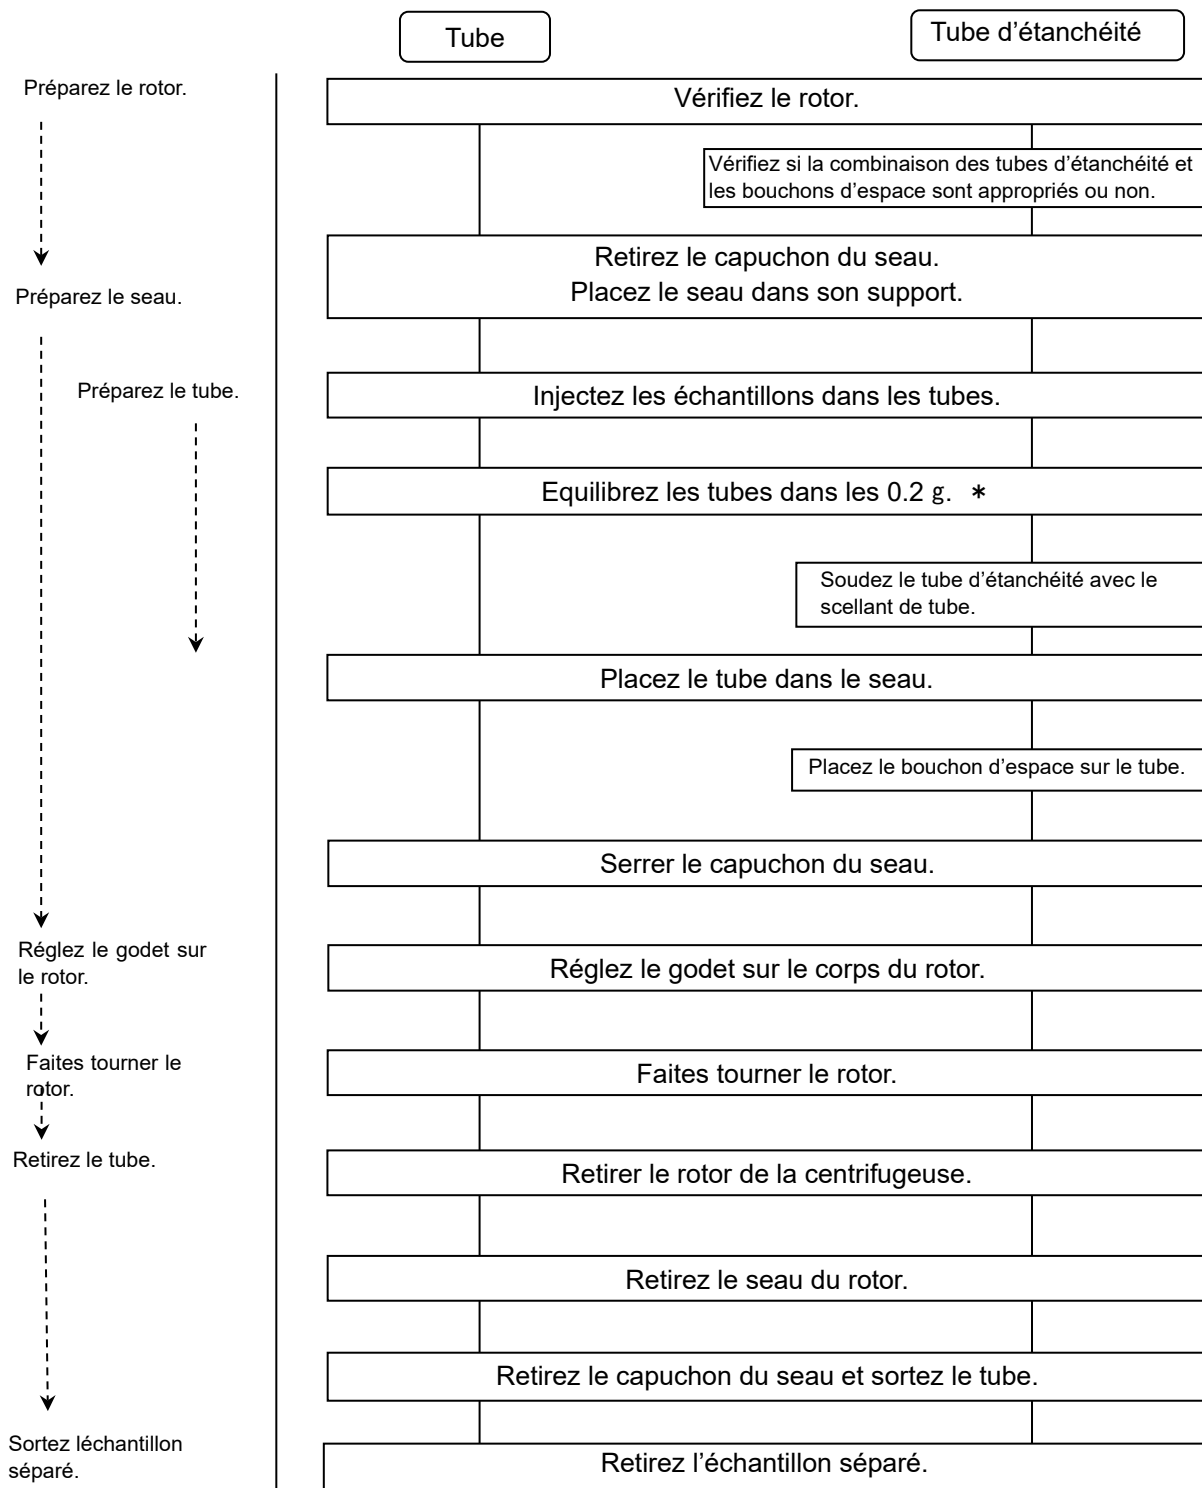 Tube
Tube d'étanchéité
Préparez le rotor.
Vérifiez le rotor.
Vérifiez si la combinaison des tubes d'étanchéité et
les bouchons d'espace sont appropriés ou non.
Retirez le capuchon du seau.
Placez le seau dans son support.
Préparez le seau.
Préparez le tube.
Injectez les échantillons dans les tubes.
Equilibrez les tubes dans les 0.2 g. *
Soudez le tube d'étanchéité avec le
scellant de tube.
Placez le tube dans le seau.
Placez le bouchon d'espace sur le tube.
Serrer le capuchon du seau.
Réglez le godet sur
le rotor.
Réglez le godet sur le corps du rotor.
Faites tourner le
rotor.
Faites tourner le rotor.
Retirez le tube.
Retirer le rotor de la centrifugeuse.
Retirez le seau du rotor.
Retirez le capuchon du seau et sortez le tube.
Sortez léchantillon
séparé.
Retirez l'échantillon séparé.